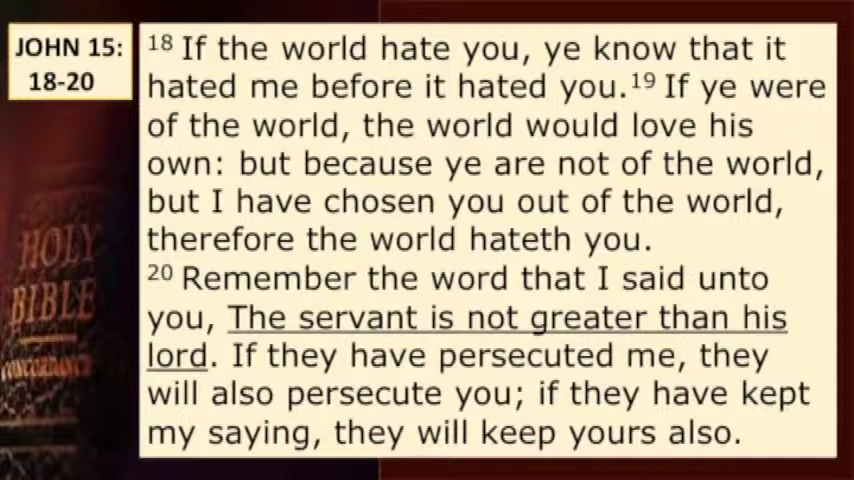 JOHN 15:
18-20
18 If the world hate you, ye know that it
hated me before it hated you.19 If ye were
of the world, the world would love his
own: but because ye are not of the world,
but I have chosen you out of the world,
therefore the world hateth you.
20 Remember the word that I said unto
you, The servant is not greater than his
lord. If they have persecuted me, they
will also persecute you; if they have kept
my saying, they will keep yours also.
HOLY
BIBLE
CONCORDANCE